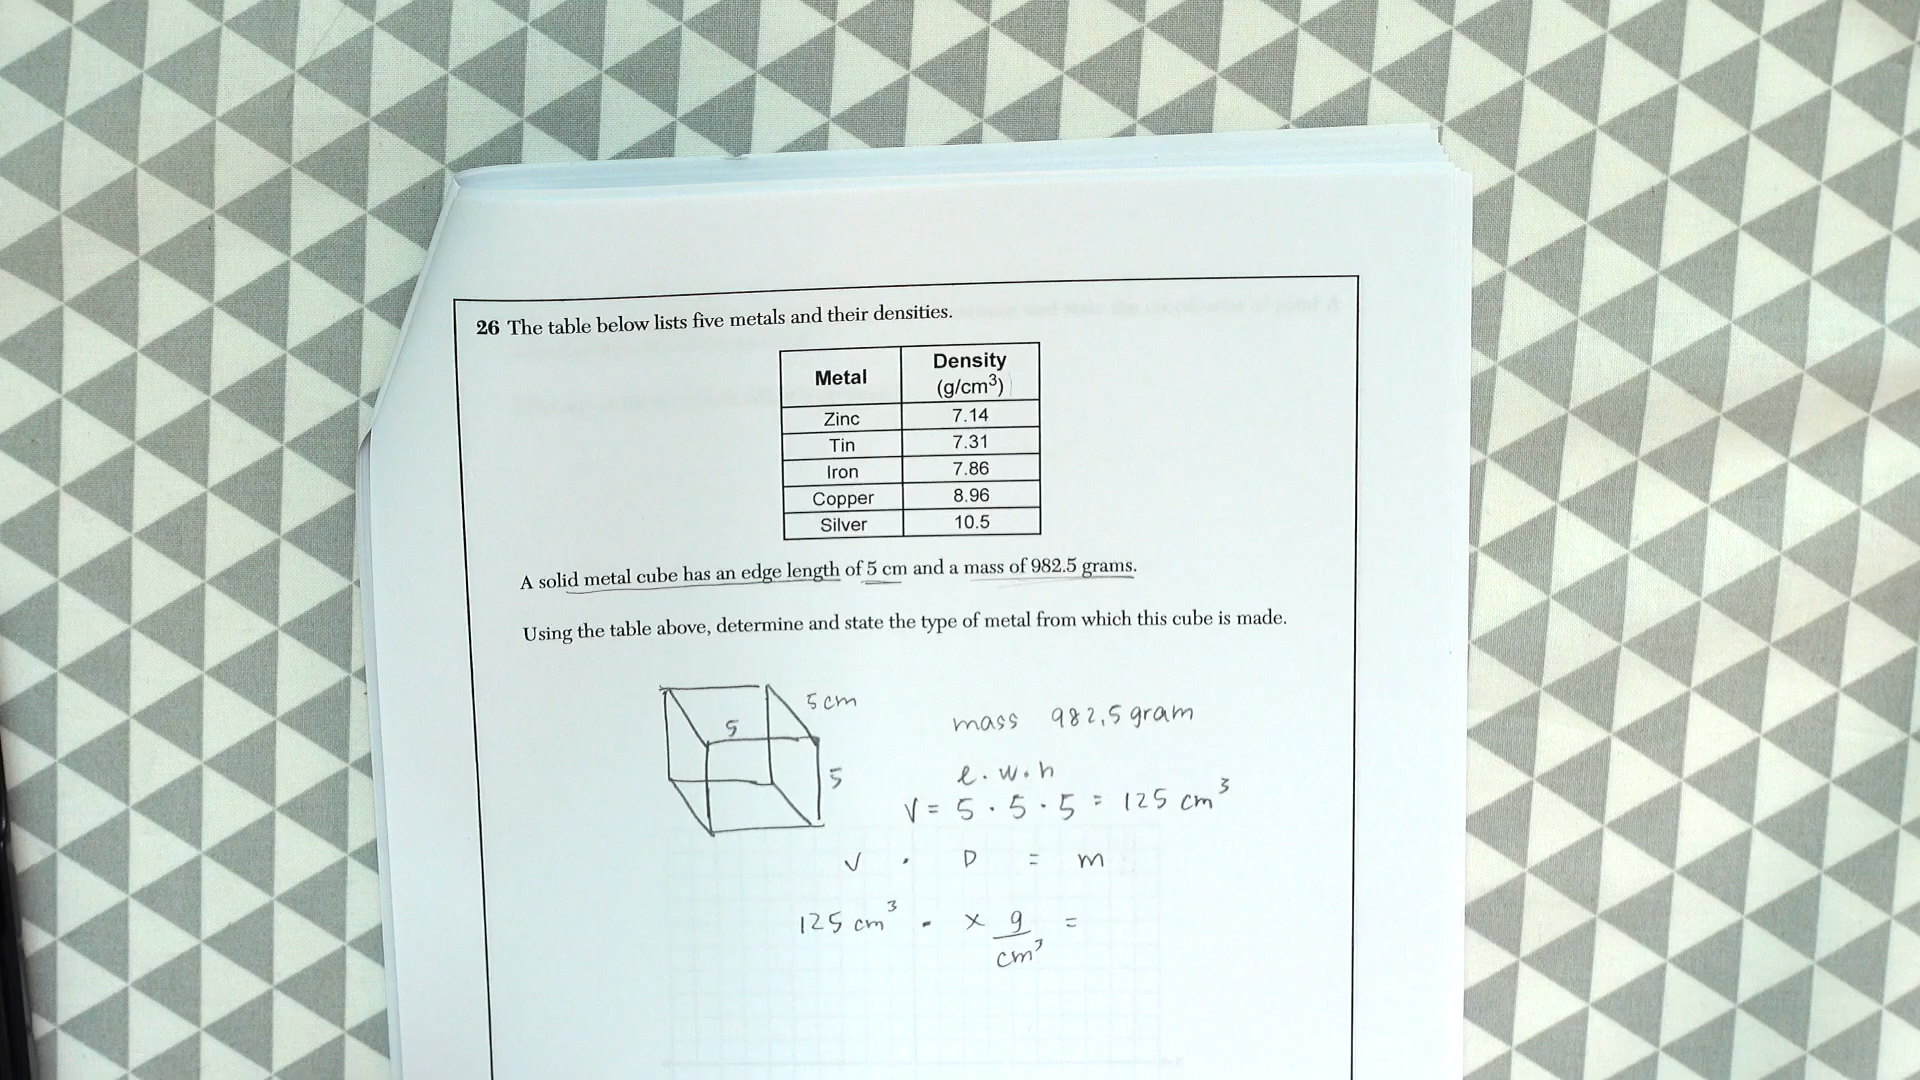 26 The table below lists five metals and their densities.
Metal Density (g/cm³)
Zinc 7.14
Tin 7.31
Iron 7.86
Copper 8.96
Silver 10.5
A solid metal cube has an edge length of 5 cm and a mass of 982.5 grams.
Using the table above, determine and state the type of metal from which this cube is made.
5 cm
5
5
mass 982,5 gram
l . w . h
V = 5 . 5 . 5 = 125 cm³
V . D = m
125 cm³ . x g/cm³ =